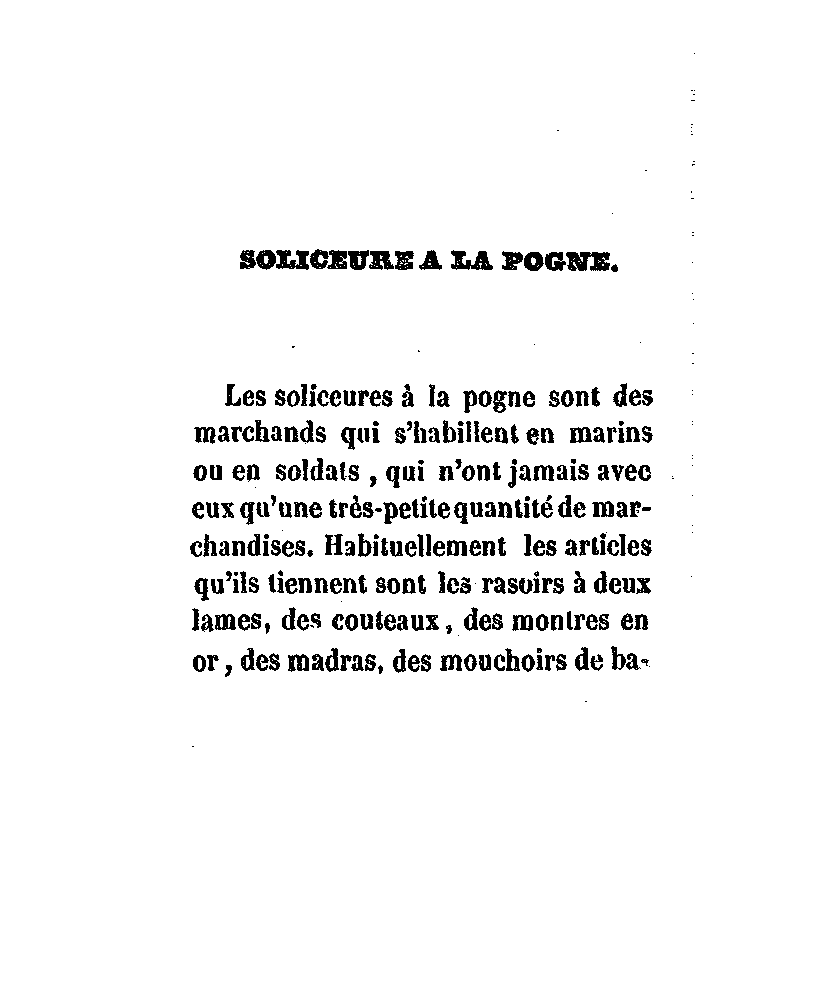 SOLICEURE A LA POGNE.
Les soliceures à la pogne sont des
marchands qui s'habillent en marins
ou en soldats , qui n'ont jamais avec
eux qu'une très-petite quantité de mar-
chandises. Habituellement les articles
qu'ils tiennent sont les rasoirs à deux
lames, des couteaux , des montres en
or , des madras, des mouchoirs de ba-